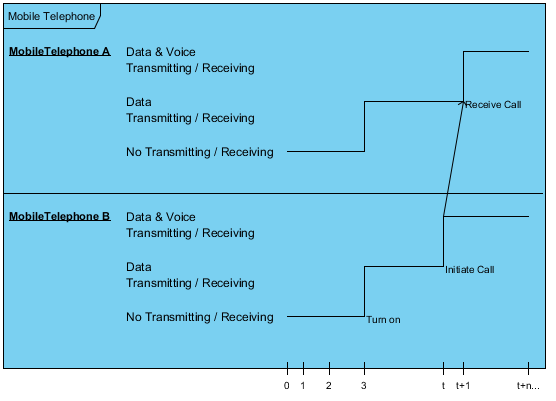 Mobile Telephone
MobileTelephone A
Data & Voice
Transmitting / Receiving
Data
Transmitting / Receiving
Receive Call
No Transmitting / Receiving
MobileTelephone B
Data & Voice
Transmitting / Receiving
Data
Transmitting / Receiving
Initiate Call
No Transmitting / Receiving
Turn on
0 1 2 3 t t+1 t+n...